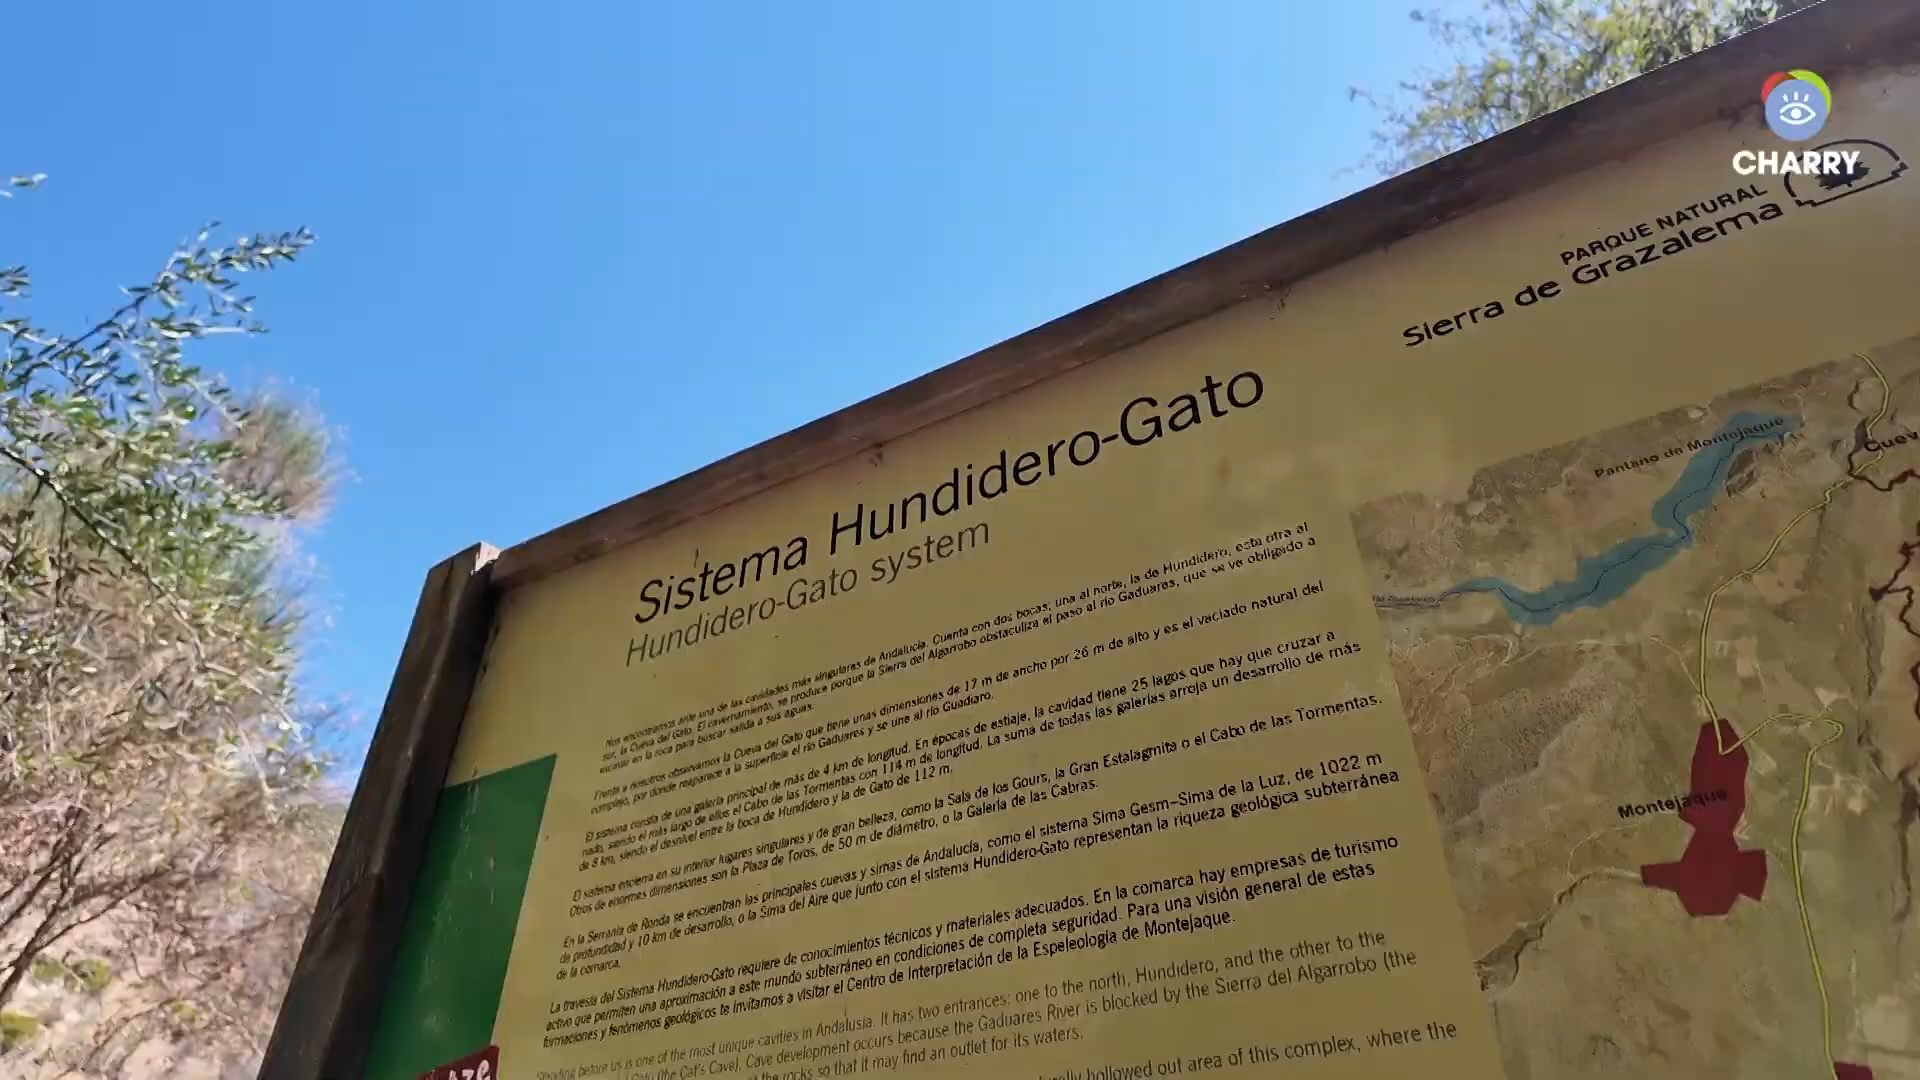 CHARRY
PARQUE NATURAL
Sierra de Grazalema
Sistema Hundidero-Gato
Hundidero-Gato system
Nos encontramos ante una de las cavidades más singulares de Andalucía. Cuenta con dos bocas; una al norte, la de Hundidero, esta otra al
sur, la Cueva del Gato. El cavernamiento, se produce porque la Sierra del Algarrobo obstaculiza el paso al río Gaduares, que se ve obligado a
excavar en la roca para buscar salida a sus aguas.
Frente a nosotros observamos la Cueva del Gato que tiene unas dimensiones de 17 m de ancho por 26 m de alto y es el vaciado natural del
complejo, por donde reaparece a la superficie el río Gaduares y se une al río Guadiaro.
El sistema consta de una galería principal de más de 4 km de longitud. En épocas de estiaje, la cavidad tiene 25 lagos que hay que cruzar a
nado, siendo el más largo de ellos el Cabo de las Tormentas con 114 m de longitud. La suma de todas las galerías arroja un desarrollo de más
de 8 km, siendo el desnivel entre la boca de Hundidero y la de Gato de 112 m.
El sistema encierra en su interior lugares singulares y de gran belleza, como la Sala de los Gours, la Gran Estalagmita o el Cabo de las Tormentas.
Otros de enormes dimensiones son la Plaza de Toros, de 50 m de diámetro, o la Galería de las Cabras.
En la Serranía de Ronda se encuentran las principales cuevas y simas de Andalucía, como el sistema Sima Gesm-Sima de la Luz, de 1022 m
de profundidad y 10 km de desarrollo, o la Sima del Aire que junto con el sistema Hundidero-Gato representan la riqueza geológica subterránea
de la comarca.
La travesía del Sistema Hundidero-Gato requiere de conocimientos técnicos y materiales adecuados. En la comarca hay empresas de turismo
activo que permiten una aproximación a este mundo subterráneo en condiciones de completa seguridad. Para una visión general de estas
formaciones y fenómenos geológicos te invitamos a visitar el Centro de Interpretación de la Espeleología de Montejaque.
Standing before us is one of the most unique cavities in Andalusia. It has two entrances: one to the north, Hundidero, and the other to the
(the Cat's Cave). Cave development occurs because the Gaduares River is blocked by the Sierra del Algarrobo (the
the rocks so that it may find an outlet for its waters.
hollowed out area of this complex, where the
Pantano de Montejaque
Montejaque